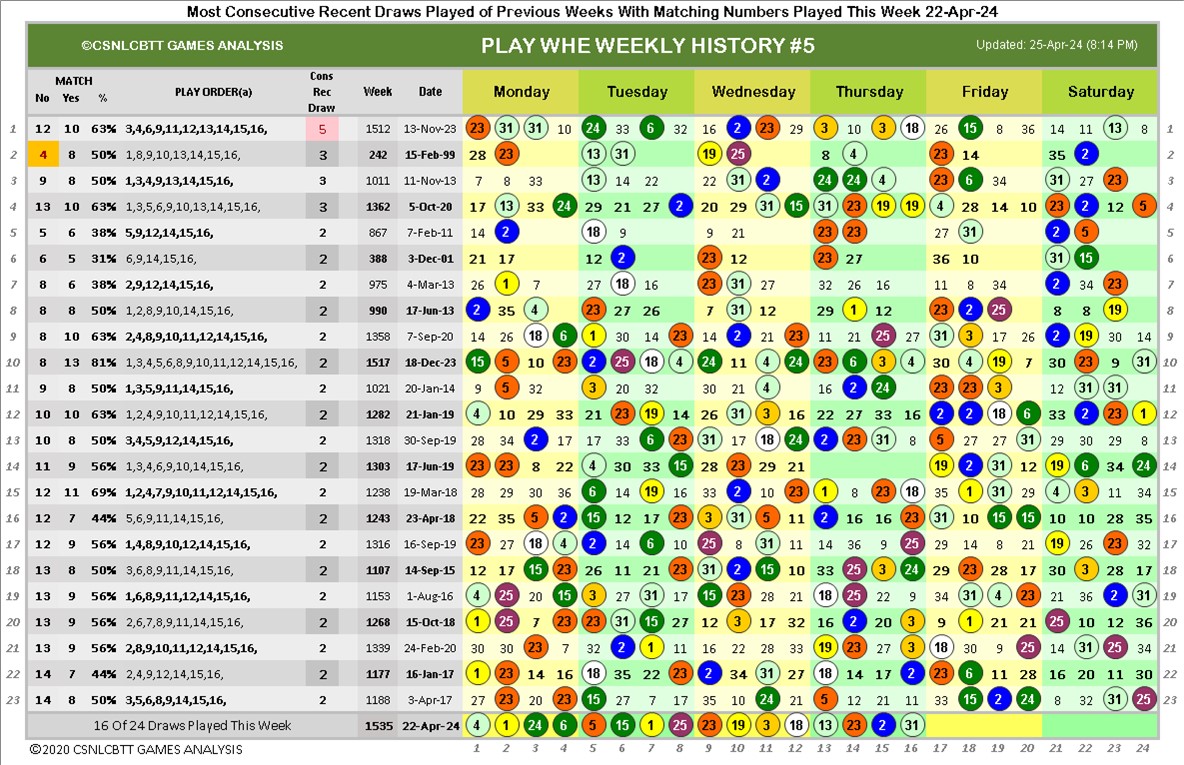 Most Consecutive Recent Draws Played of Previous Weeks With Matching Numbers Played This Week 22-Apr-24
©CSNLCBTT GAMES ANALYSIS PLAY WHE WEEKLY HISTORY #5 Updated: 25-Apr-24 (8:14 PM)
MATCH Cons
No Yes % PLAY ORDER(a) Rec Week Date Monday Tuesday Wednesday Thursday Friday Saturday
Draw
1 12 10 63% 3,4,6,9,11,12,13,14,15,16, 5 1512 13-Nov-23 23 31 31 10 24 33 6 32 16 2 23 29 3 10 3 18 26 15 8 36 14 11 13 8 1
2 4 8 50% 1,8,9,10,13,14,15,16, 3 242 15-Feb-99 28 23 13 31 19 25 8 4 23 14 35 2 2
3 9 8 50% 1,3,4,9,13,14,15,16, 3 1011 11-Nov-13 7 8 33 13 14 22 22 31 2 24 24 4 23 6 34 31 27 23 3
4 13 10 63% 1,3,5,6,9,10,13,14,15,16, 3 1362 5-Oct-20 17 13 33 24 29 21 27 2 20 29 31 15 31 23 19 19 4 28 14 10 23 2 12 5 4
5 5 6 38% 5,9,12,14,15,16, 2 867 7-Feb-11 14 2 18 9 9 21 23 23 27 31 2 5 5
6 6 5 31% 6,9,14,15,16, 2 388 3-Dec-01 21 17 12 2 23 12 23 27 36 10 31 15 6
7 8 6 38% 2,9,12,14,15,16, 2 975 4-Mar-13 26 1 7 27 18 16 23 31 27 32 26 16 11 8 34 2 34 23 7
8 8 8 50% 1,2,8,9,10,14,15,16, 2 990 17-Jun-13 2 35 4 23 27 26 7 31 12 29 1 12 23 2 25 8 8 19 8
9 10 63% 2,4,8,9,10,11,12,14,15,16, 2 1358 7-Sep-20 14 26 18 6 1 30 14 23 14 2 12 23 11 21 25 27 31 3 17 26 2 19 30 14 9
10 8 13 81% 1,3,4,5,6,8,9,10,11,12,14,15,16, 2 1517 18-Dec-23 15 5 10 23 2 25 18 4 24 11 4 24 23 6 3 4 30 4 19 7 30 23 9 31 10
11 9 8 50% 1,3,5,9,11,14,15,16, 2 1021 20-Jan-14 9 5 32 3 20 32 30 21 4 16 2 24 23 23 3 12 31 31 11
12 10 10 63% 1,2,4,9,10,11,12,14,15,16, 2 1282 21-Jan-19 4 10 29 33 21 23 19 14 26 31 3 16 22 27 33 16 2 2 18 6 33 2 23 1 12
13 10 8 50% 3,4,5,9,12,14,15,16, 2 1318 30-Sep-19 28 34 2 17 17 33 6 23 31 17 18 24 2 23 31 8 5 27 27 31 29 30 29 8 13
14 11 9 56% 1,3,4,6,9,10,14,15,16, 2 1303 17-Jun-19 23 23 8 22 4 30 33 15 28 23 29 21 19 2 31 12 19 6 34 24 14
15 12 11 69% 1,2,4,7,9,10,11,12,14,15,16, 2 1238 19-Mar-18 28 29 30 36 6 14 19 16 33 2 10 23 1 8 23 18 35 1 31 29 4 3 11 34 15
16 12 7 44% 5,6,9,11,14,15,16, 2 1243 23-Apr-18 22 35 5 2 15 12 17 23 3 31 5 11 2 16 16 23 31 10 15 15 10 10 28 35 16
17 12 9 56% 1,4,8,9,10,12,14,15,16, 2 1316 16-Sep-19 23 27 18 4 2 14 6 10 25 8 31 11 14 36 9 25 29 14 8 21 19 26 23 32 17
18 13 8 50% 3,6,8,9,11,14,15,16, 2 1107 14-Sep-15 12 17 15 23 26 11 21 23 31 2 15 10 33 25 3 24 29 23 28 17 30 3 28 17 18
19 13 9 56% 1,6,8,9,11,12,14,15,16, 2 1153 1-Aug-16 4 25 20 15 3 27 31 7 15 23 28 21 18 25 22 9 34 31 4 23 21 36 2 31 19
20 13 9 56% 2,6,7,8,9,11,14,15,16, 2 1268 15-Oct-18 1 25 7 23 23 31 15 27 12 3 17 32 16 2 20 3 9 1 21 21 25 10 12 36 20
21 13 9 56% 2,8,9,10,11,12,14,15,16, 2 1339 24-Feb-20 30 30 23 7 32 2 1 11 16 22 28 33 19 23 27 3 18 30 9 25 14 31 25 34 21
22 14 7 44% 2,4,9,12,14,15,16, 2 1177 16-Jan-17 1 23 14 16 18 35 22 23 2 34 31 27 18 14 17 2 23 6 11 28 16 20 11 30 22
23 14 8 50% 3,5,6,8,9,14,15,16, 2 1188 3-Apr-17 27 23 20 23 15 27 7 17 35 10 24 21 5 12 21 11 33 15 2 24 8 32 31 25 23
16 Of 24 Draws Played This Week 1535 22-Apr-24 4 1 24 6 5 15 1 25 23 19 3 18 13 23 2 31
©2020 CSNLCBTT GAMES ANALYSIS 1 2 3 4 5 6 7 8 9 10 11 12 13 14 15 16 17 18 19 20 21 22 23 24